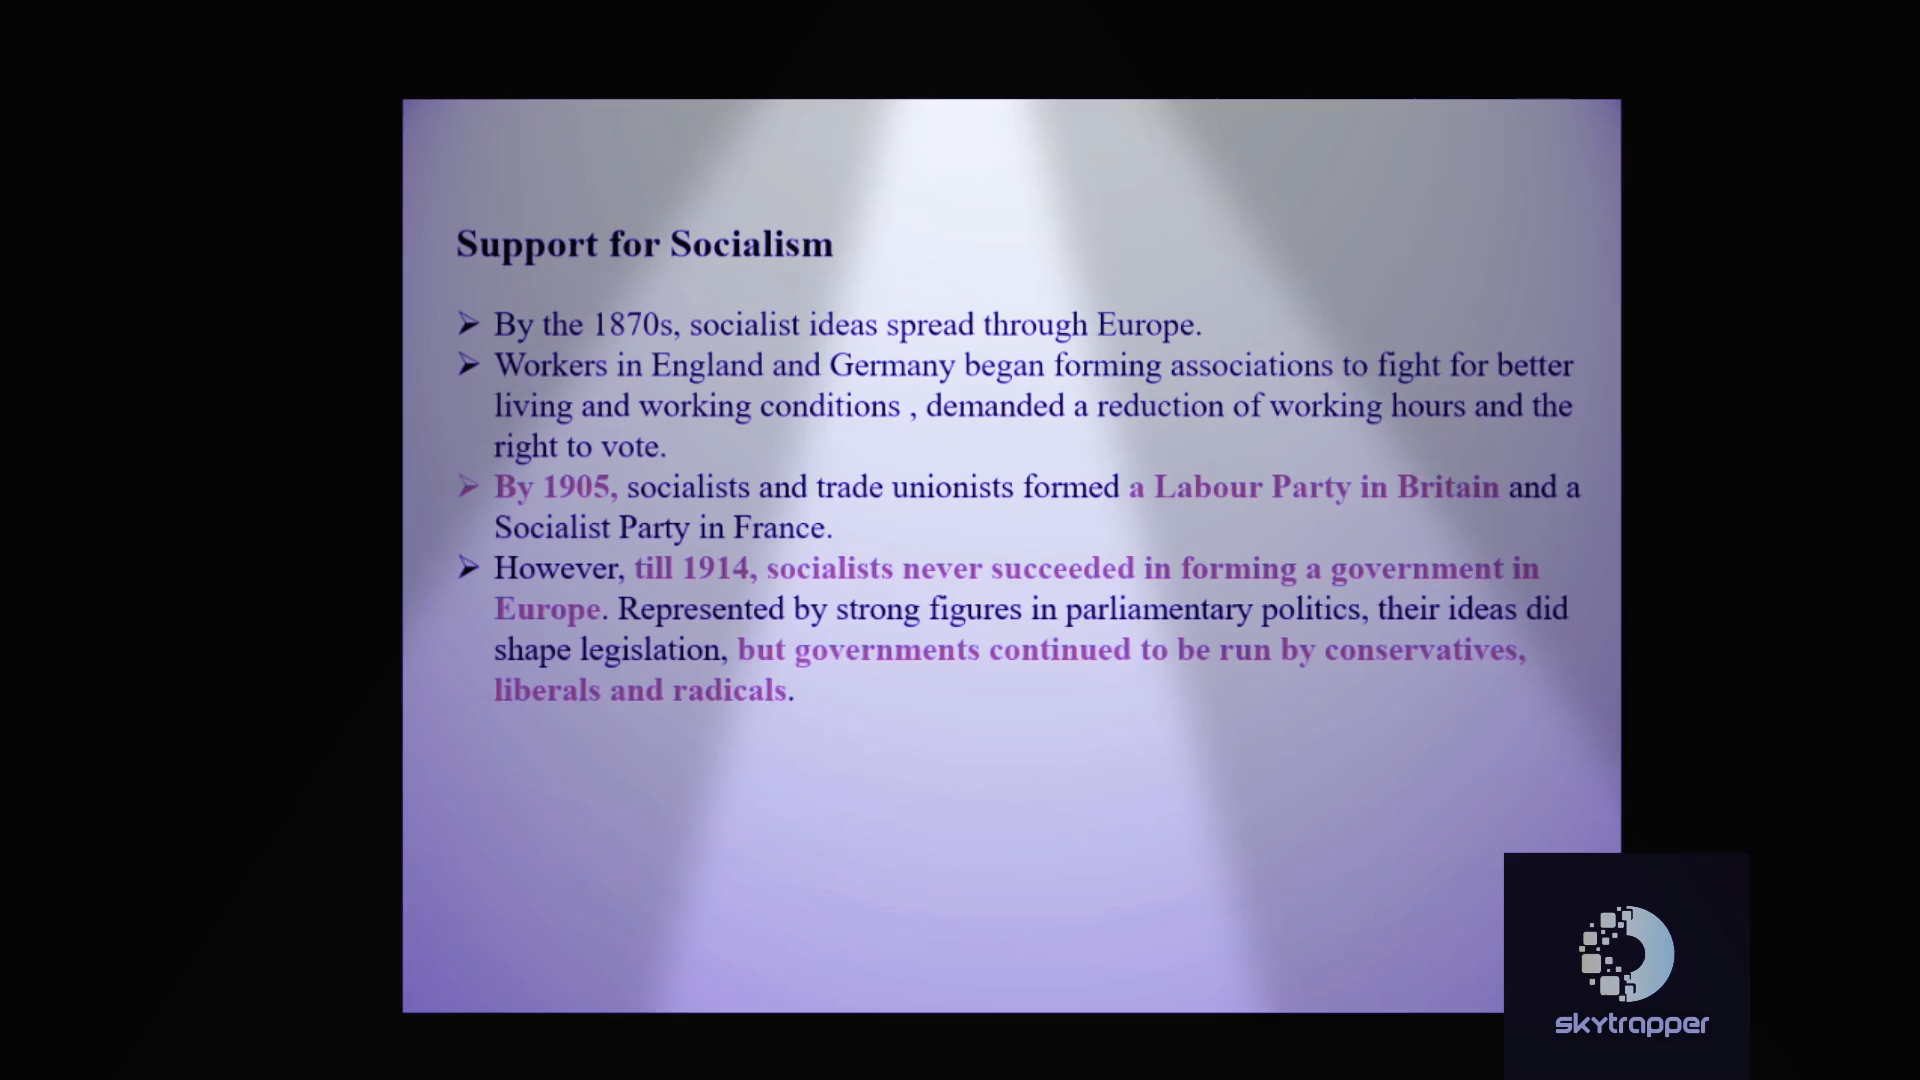 Support for Socialism
➢ By the 1870s, socialist ideas spread through Europe.
➢ Workers in England and Germany began forming associations to fight for better
living and working conditions , demanded a reduction of working hours and the
right to vote.
➢ By 1905, socialists and trade unionists formed a Labour Party in Britain and a
Socialist Party in France.
➢ However, till 1914, socialists never succeeded in forming a government in
Europe. Represented by strong figures in parliamentary politics, their ideas did
shape legislation, but governments continued to be run by conservatives,
liberals and radicals.
skytrapper